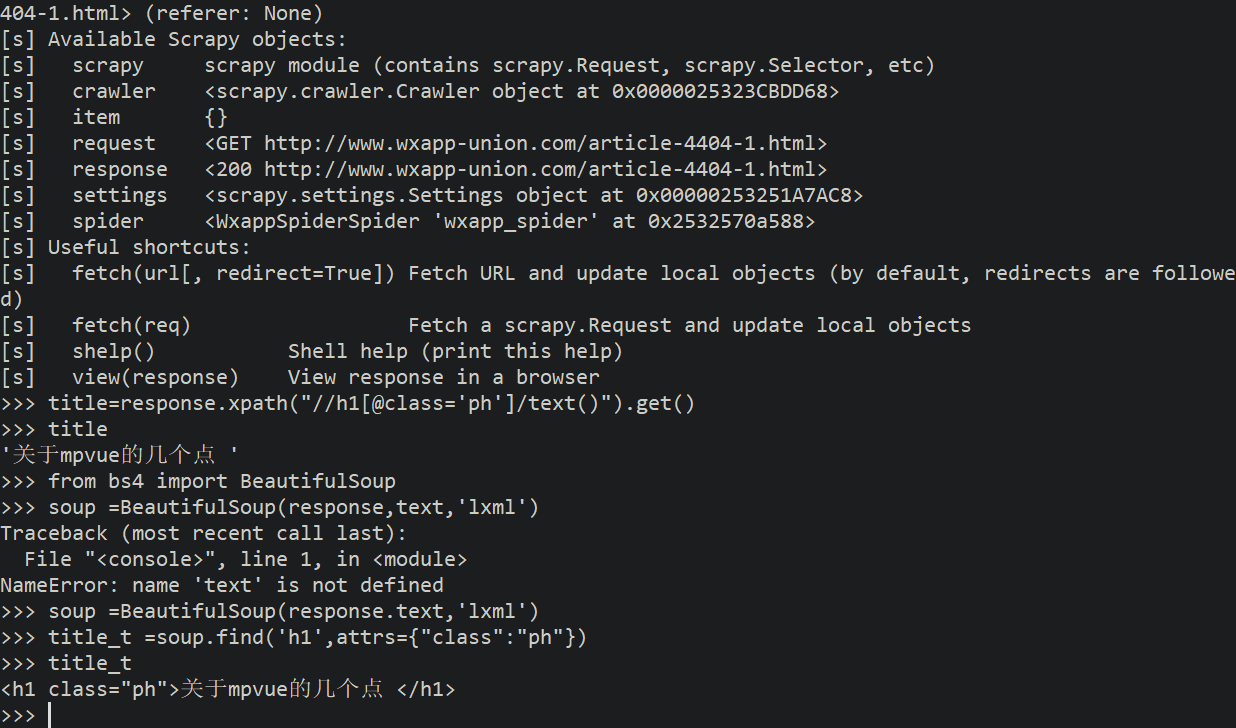 404-1.html> (referer: None)
[s] Available Scrapy objects:
[s]   scrapy     scrapy module (contains scrapy.Request, scrapy.Selector, etc)
[s]   crawler    <scrapy.crawler.Crawler object at 0x0000025323CBDD68>
[s]   item       {}
[s]   request    <GET http://www.wxapp-union.com/article-4404-1.html>
[s]   response   <200 http://www.wxapp-union.com/article-4404-1.html>
[s]   settings   <scrapy.settings.Settings object at 0x00000253251A7AC8>
[s]   spider     <WxappSpiderSpider 'wxapp_spider' at 0x2532570a588>
[s] Useful shortcuts:
[s]   fetch(url[, redirect=True]) Fetch URL and update local objects (by default, redirects are followe
d)
[s]   fetch(req)                  Fetch a scrapy.Request and update local objects
[s]   shelp()           Shell help (print this help)
[s]   view(response)    View response in a browser
>>> title=response.xpath("//h1[@class='ph']/text()").get()
>>> title
'关于mpvue的几个点 '
>>> from bs4 import BeautifulSoup
>>> soup =BeautifulSoup(response,text,'lxml')
Traceback (most recent call last):
  File "<console>", line 1, in <module>
NameError: name 'text' is not defined
>>> soup =BeautifulSoup(response.text,'lxml')
>>> title_t =soup.find('h1',attrs={"class":"ph"})
>>> title_t
<h1 class="ph">关于mpvue的几个点 </h1>
>>>